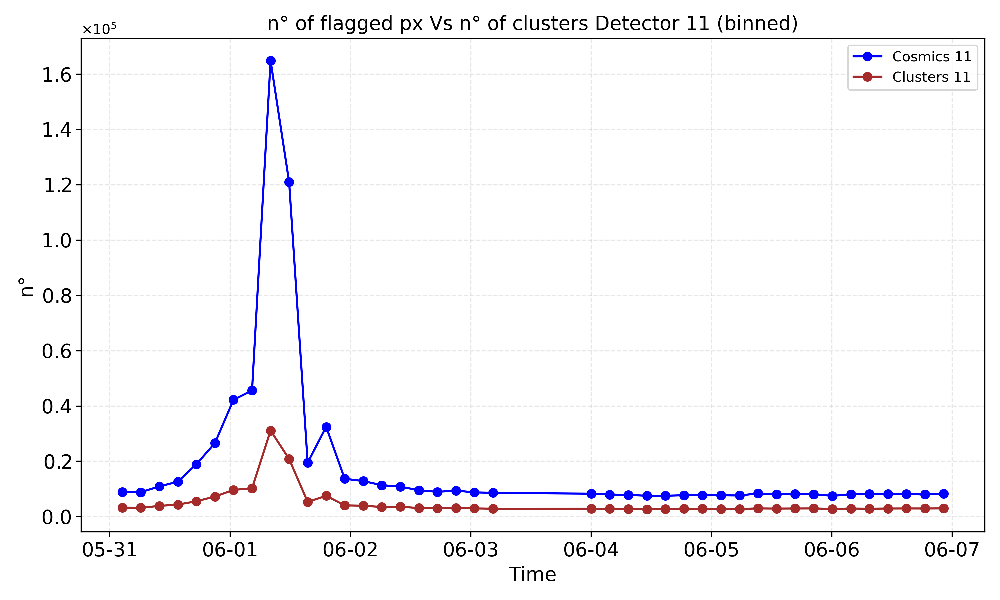 n° of flagged px Vs n° of clusters Detector 11 (binned)
×10⁵
Cosmics 11
Clusters 11
1.6
1.4
1.2
1.0
0.8
0.6
0.4
0.2
0.0
n°
05-31 06-01 06-02 06-03 06-04 06-05 06-06 06-07
Time